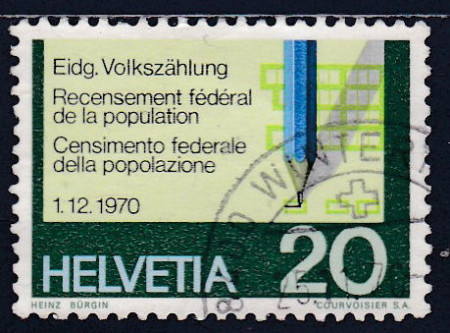 Eidg. Volkszählung
Recensement fédéral
de la population
Censimento federale
della popolazione
1.12.1970
HELVETIA 20
HEINZ BÜRGIN COURVOISIER S.A.